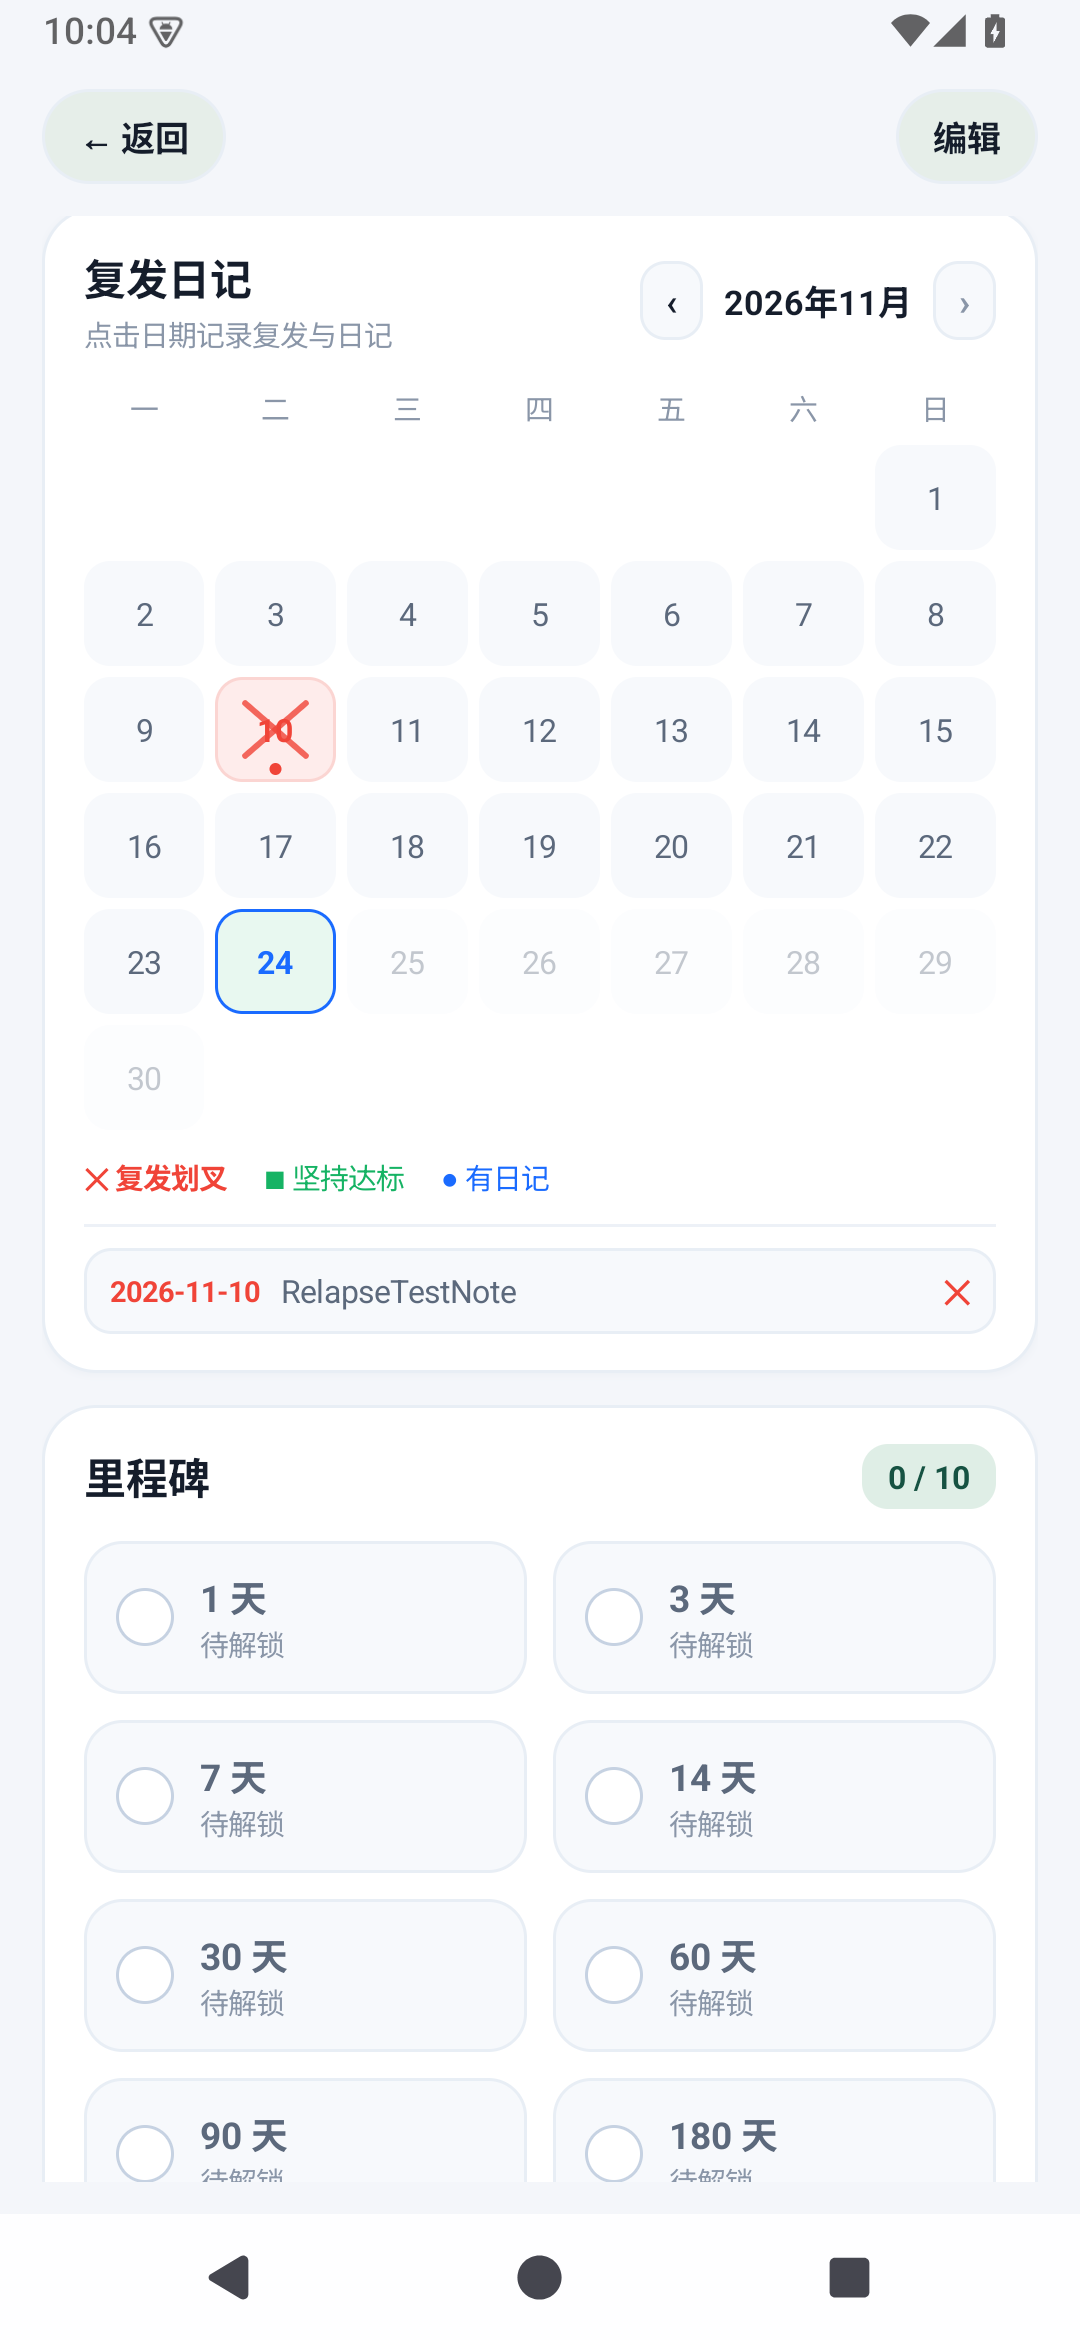 10:04
← 返回
编辑
复发日记
点击日期记录复发与日记
‹ 2026年11月 ›
一 二 三 四 五 六 日
1
2 3 4 5 6 7 8
9 10 11 12 13 14 15
16 17 18 19 20 21 22
23 24 25 26 27 28 29
30
复发划叉 坚持达标 有日记
2026-11-10 RelapseTestNote
里程碑
0 / 10
1 天
待解锁
3 天
待解锁
7 天
待解锁
14 天
待解锁
30 天
待解锁
60 天
待解锁
90 天
待解锁
180 天
待解锁